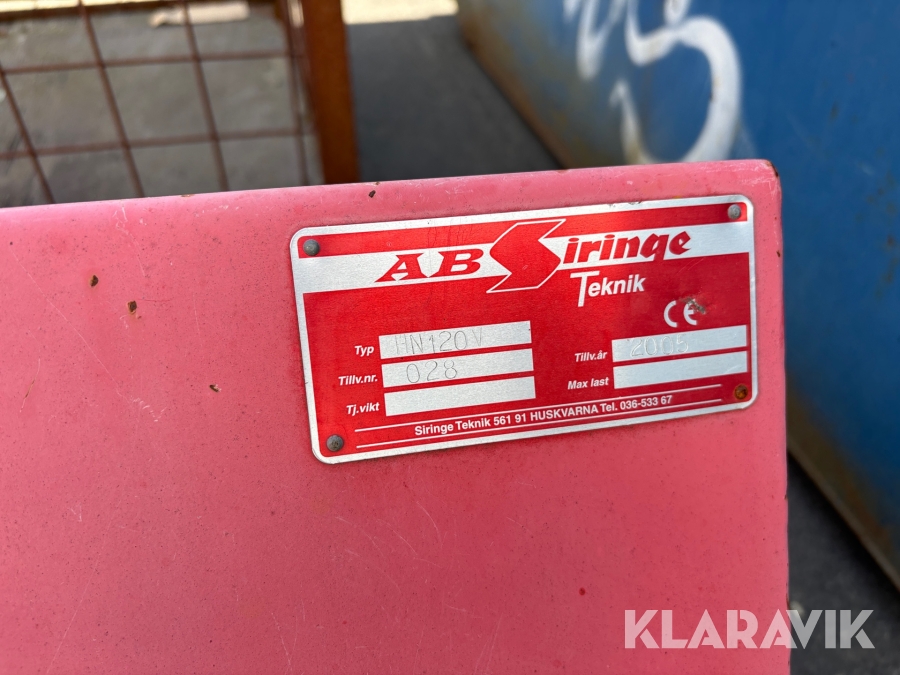 AB Siringe
Teknik
CE
Typ HN120V
Tillv.år 2005
Tillv.nr. 028
Max last
Tj.vikt
Siringe Teknik 561 91 HUSKVARNA Tel. 036-533 67
KLARAVIK